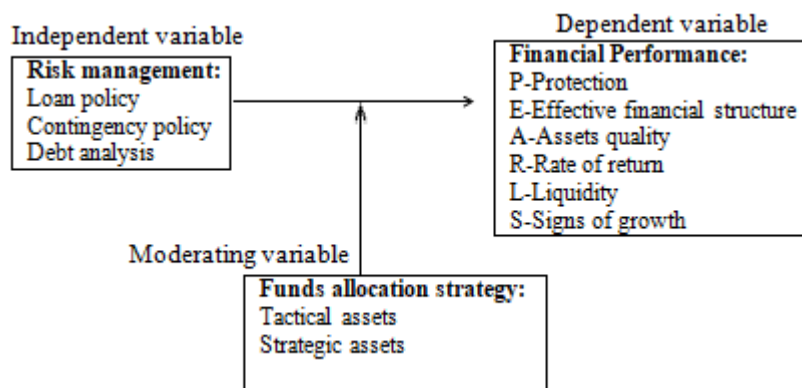 Independent variable
Risk management:
Loan policy
Contingency policy
Debt analysis
Dependent variable
Financial Performance:
P-Protection
E-Effective financial structure
A-Assets quality
R-Rate of return
L-Liquidity
S-Signs of growth
Moderating variable
Funds allocation strategy:
Tactical assets
Strategic assets